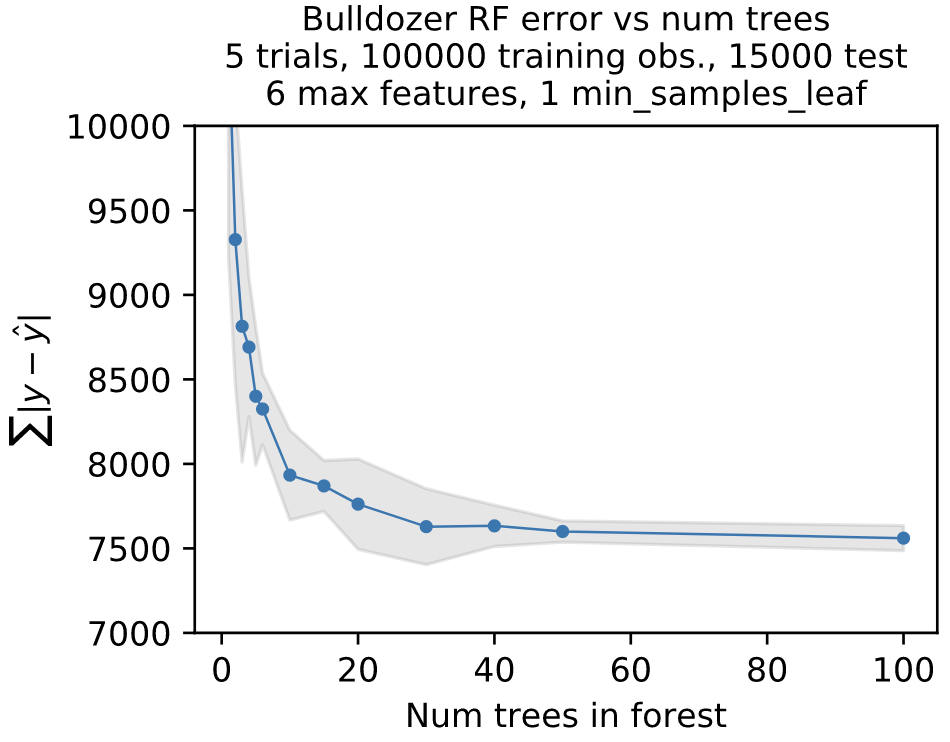 Bulldozer RF error vs num trees
5 trials, 100000 training obs., 15000 test
6 max features, 1 min_samples_leaf
10000
9500
9000
8500
8000
7500
7000
∑|y − ŷ|
0 20 40 60 80 100
Num trees in forest